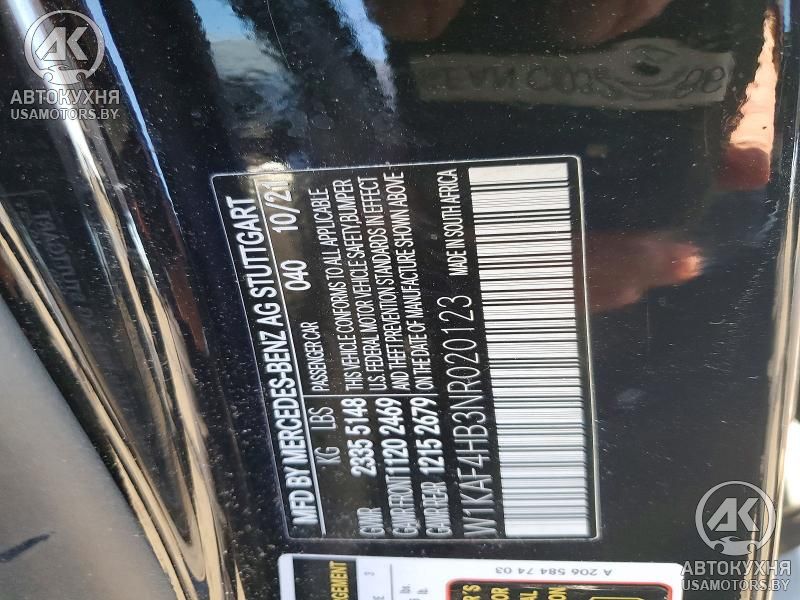 AK
АВТОКУХНЯ
USAMOTORS.BY
MFD BY MERCEDES-BENZ AG STUTTGART
KG LBS PASSENGER CAR 040 10/21
GVWR 2335 5148 THIS VEHICLE CONFORMS TO ALL APPLICABLE
GAWR FRONT 1120 2469 U.S. FEDERAL MOTOR VEHICLE SAFETY, BUMPER
GAWR REAR 1215 2679 AND THEFT PREVENTION STANDARDS IN EFFECT
ON THE DATE OF MANUFACTURE SHOWN ABOVE
W1KAF4HB3NR020123 MADE IN SOUTH AFRICA
A 206 584 74 03
AK
АВТОКУХНЯ
USAMOTORS.BY